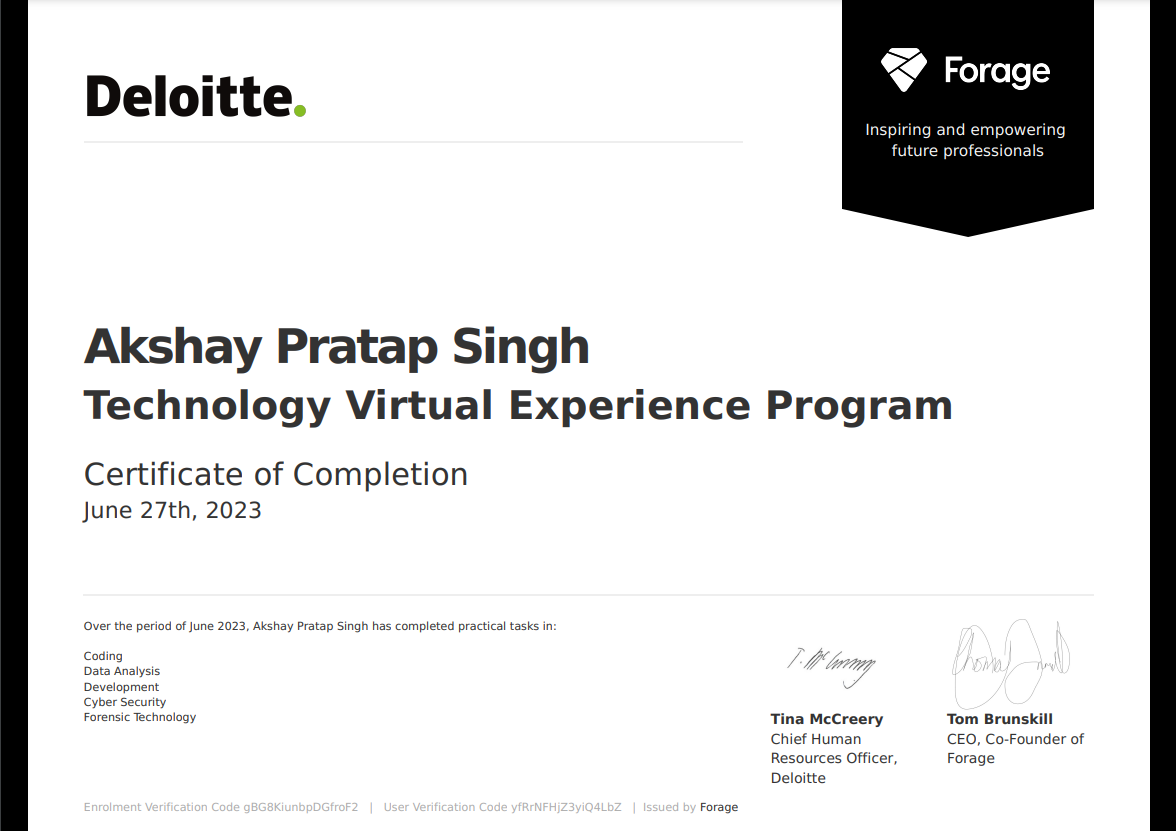 Deloitte.
Forage
Inspiring and empowering
future professionals
Akshay Pratap Singh
Technology Virtual Experience Program
Certificate of Completion
June 27th, 2023
Over the period of June 2023, Akshay Pratap Singh has completed practical tasks in:
Coding
Data Analysis
Development
Cyber Security
Forensic Technology
T. McCreery
Tina McCreery
Chief Human
Resources Officer,
Deloitte
Tom Brunskill
CEO, Co-Founder of
Forage
Enrolment Verification Code gBG8KiunbpDGfroF2 | User Verification Code yfRrNFHjZ3yiQ4LbZ | Issued by Forage